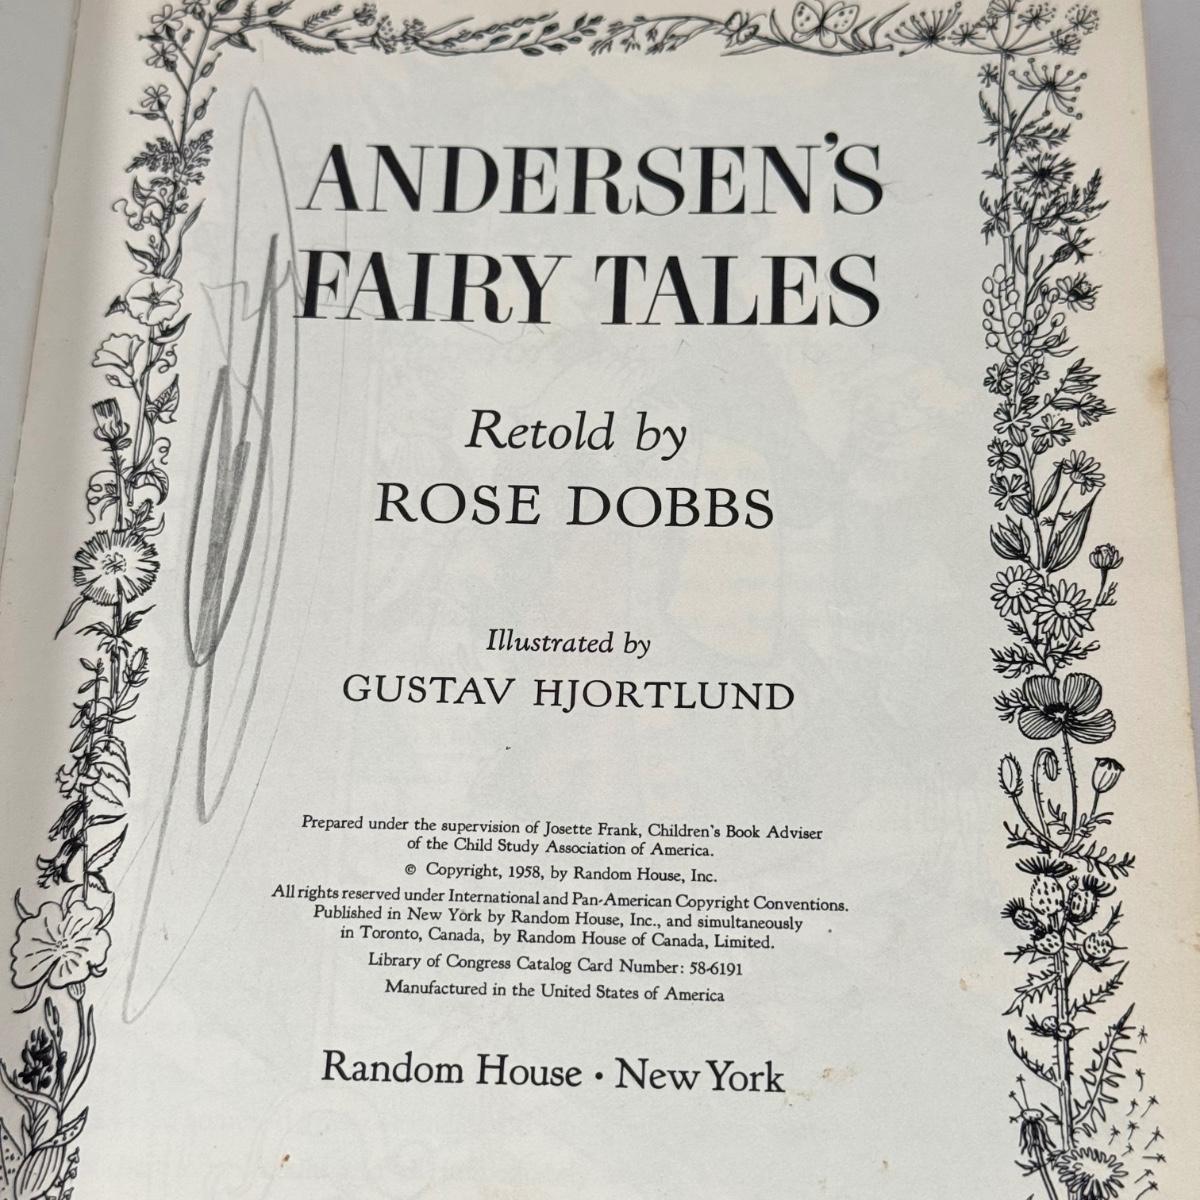 ANDERSEN'S
FAIRY TALES
Retold by
ROSE DOBBS
Illustrated by
GUSTAV HJORTLUND
Prepared under the supervision of Josette Frank, Children's Book Adviser
of the Child Study Association of America.
© Copyright, 1958, by Random House, Inc.
All rights reserved under International and Pan-American Copyright Conventions.
Published in New York by Random House, Inc., and simultaneously
in Toronto, Canada, by Random House of Canada, Limited.
Library of Congress Catalog Card Number: 58-6191
Manufactured in the United States of America
Random House · New York